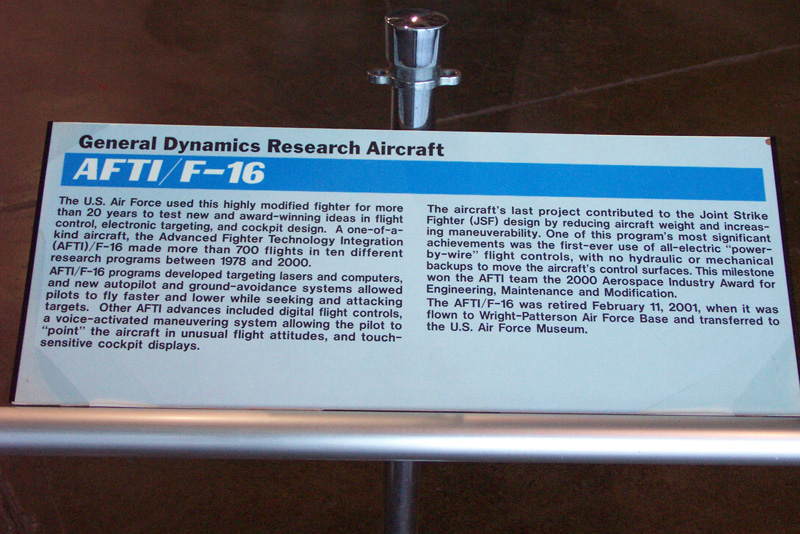 General Dynamics Research Aircraft
AFTI/F-16
The U.S. Air Force used this highly modified fighter for more
than 20 years to test new and award-winning ideas in flight
control, electronic targeting, and cockpit design. A one-of-a-
kind aircraft, the Advanced Fighter Technology Integration
(AFTI)/F-16 made more than 700 flights in ten different
research programs between 1978 and 2000.
AFTI/F-16 programs developed targeting lasers and computers,
and new autopilot and ground-avoidance systems allowed
pilots to fly faster and lower while seeking and attacking
targets. Other AFTI advances included digital flight controls,
a voice-activated maneuvering system allowing the pilot to
"point" the aircraft in unusual flight attitudes, and touch-
sensitive cockpit displays.
The aircraft's last project contributed to the Joint Strike
Fighter (JSF) design by reducing aircraft weight and increas-
ing maneuverability. One of this program's most significant
achievements was the first-ever use of all-electric "power-
by-wire" flight controls, with no hydraulic or mechanical
backups to move the aircraft's control surfaces. This milestone
won the AFTI team the 2000 Aerospace Industry Award for
Engineering, Maintenance and Modification.
The AFTI/F-16 was retired February 11, 2001, when it was
flown to Wright-Patterson Air Force Base and transferred to
the U.S. Air Force Museum.